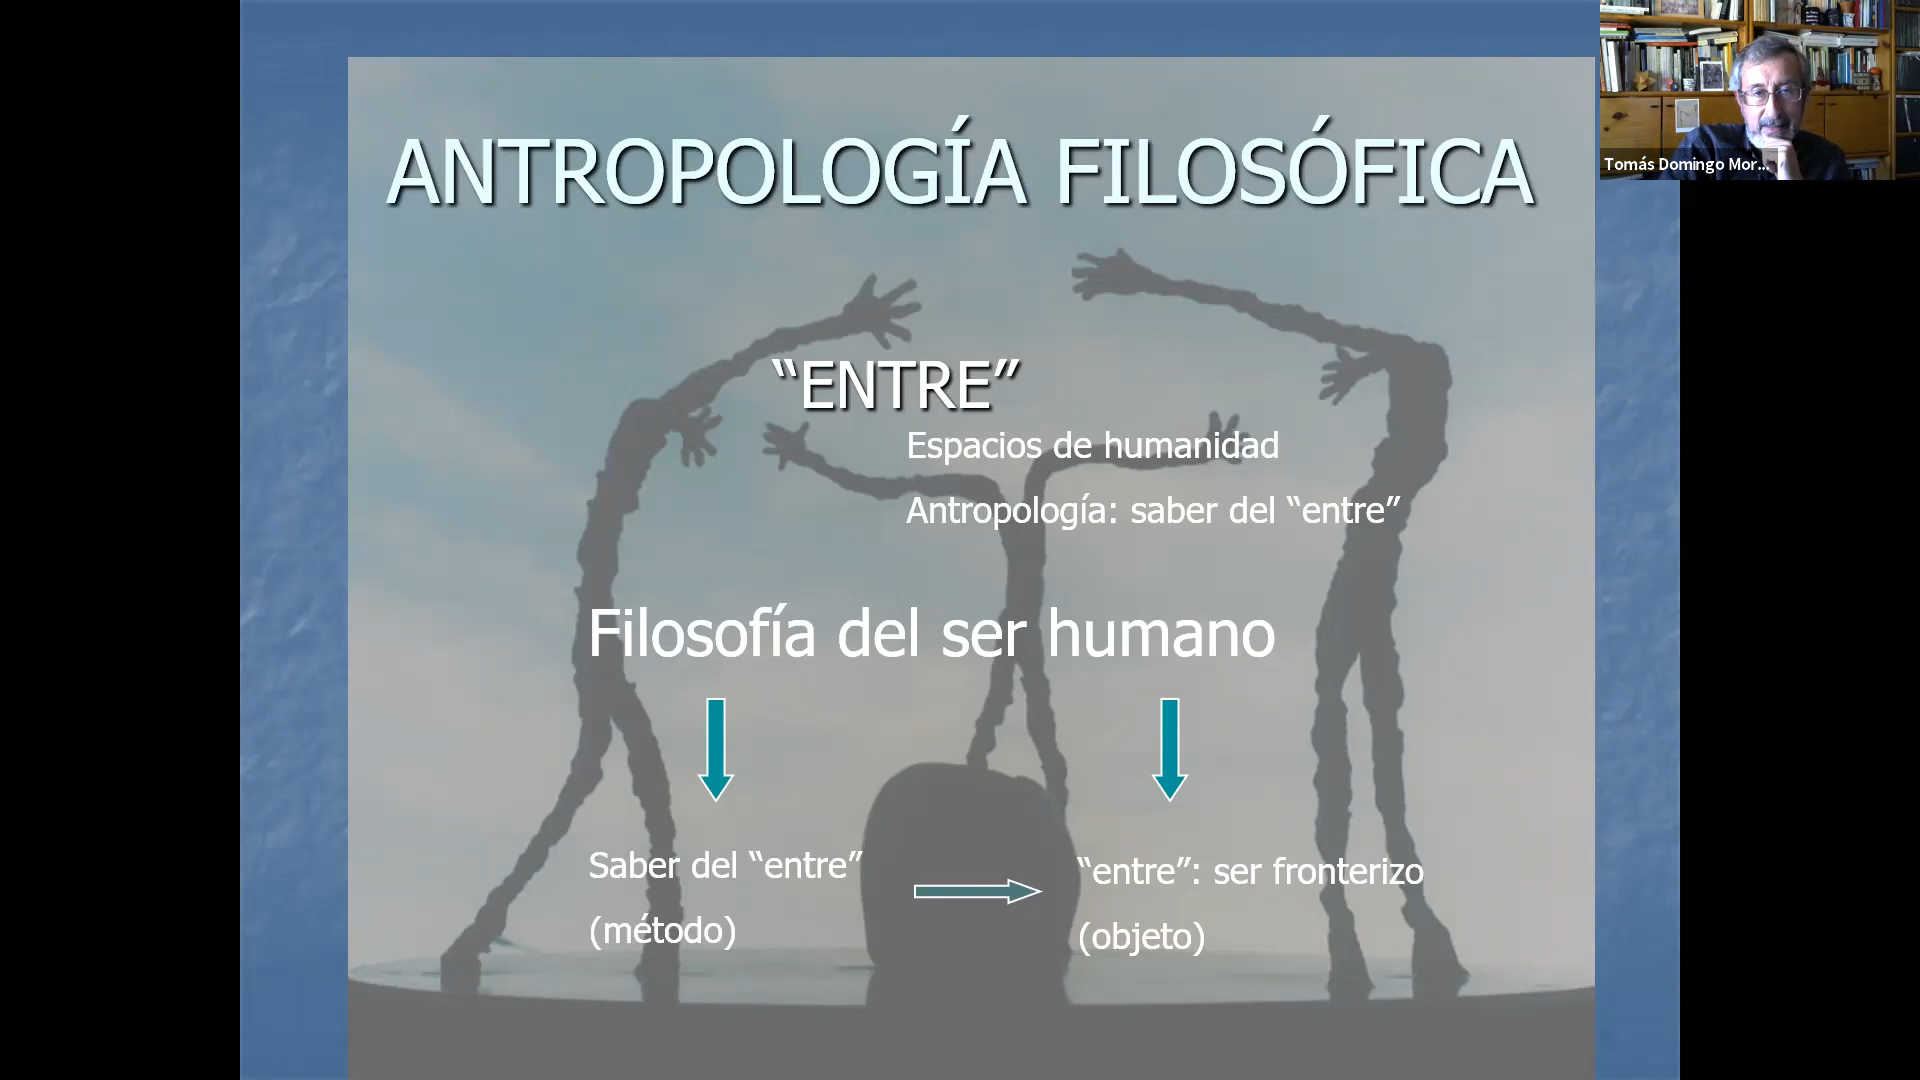 ANTROPOLOGÍA FILOSÓFICA
Tomás Domingo Mor...
“ENTRE”
Espacios de humanidad
Antropología: saber del “entre”
Filosofía del ser humano
Saber del “entre”
(método)
“entre”: ser fronterizo
(objeto)